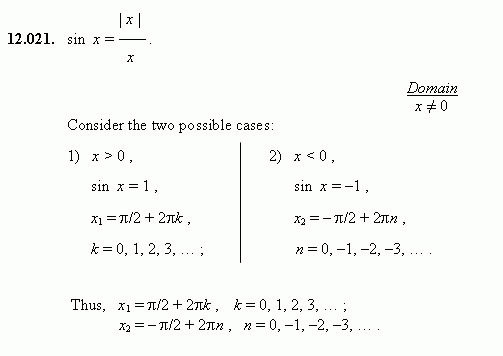 12.021. sin x = |x| / x .
Domain
x ≠ 0
Consider the two possible cases:
1) x > 0 ,
sin x = 1 ,
x₁ = π/2 + 2πk ,
k = 0, 1, 2, 3, … ;
2) x < 0 ,
sin x = −1 ,
x₂ = − π/2 + 2πn ,
n = 0, −1, −2, −3, … .
Thus, x₁ = π/2 + 2πk , k = 0, 1, 2, 3, … ;
x₂ = − π/2 + 2πn , n = 0, −1, −2, −3, … .